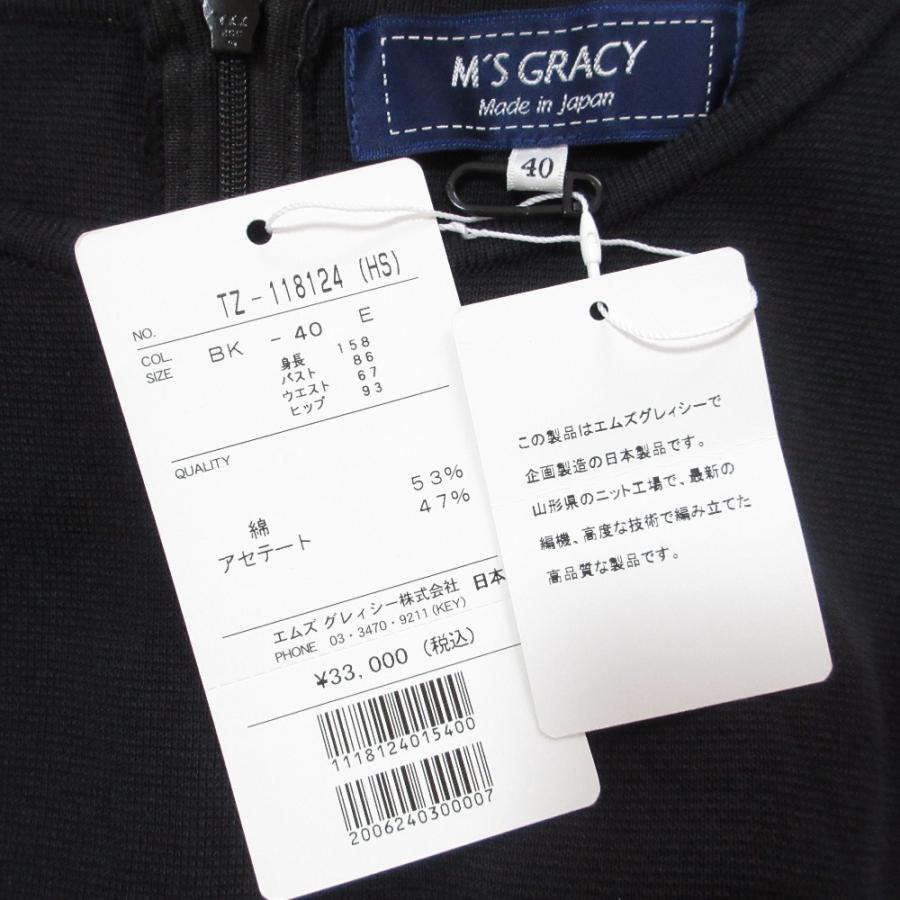 M'S GRACY
Made in Japan
40
NO. TZ-118124 (HS)
COL. SIZE BK - 40 E
身長 158
バスト 86
ウエスト 67
ヒップ 93
QUALITY
綿 53%
アセテート 47%
エムズ グレィシー株式会社 日本
PHONE 03・3470・9211 (KEY)
¥33,000 (税込)
1118124015400
2006240300007
この製品はエムズグレィシーで
企画製造の日本製品です。
山形県のニット工場で、最新の
編機、高度な技術で編み立てた
高品質な製品です。